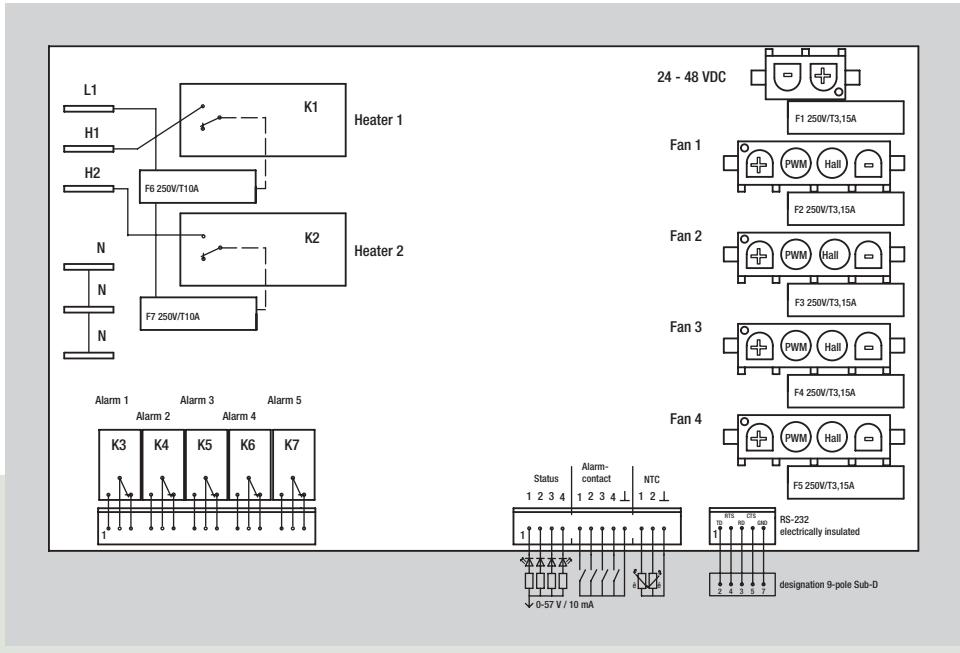 L1
H1
H2
K1
Heater 1
F6 250V/T10A
K2
Heater 2
F7 250V/T10A
N
N
N
24 - 48 VDC
- +
F1 250V/T3,15A
Fan 1
+ PWM Hall -
F2 250V/T3,15A
Fan 2
+ PWM Hall -
F3 250V/T3,15A
Fan 3
+ PWM Hall -
F4 250V/T3,15A
Fan 4
+ PWM Hall -
F5 250V/T3,15A
Alarm 1 Alarm 3 Alarm 5
Alarm 2 Alarm 4
K3 K4 K5 K6 K7
1
Status
Alarm-
contact
NTC
1 2 3 4 1 2 3 4 ⊥ 1 2 ⊥
1
0-57 V / 10 mA
RTS CTS
1 TD RD GND
RS-232
electrically insulated
2 4 3 5 7
designation 9-pole Sub-D